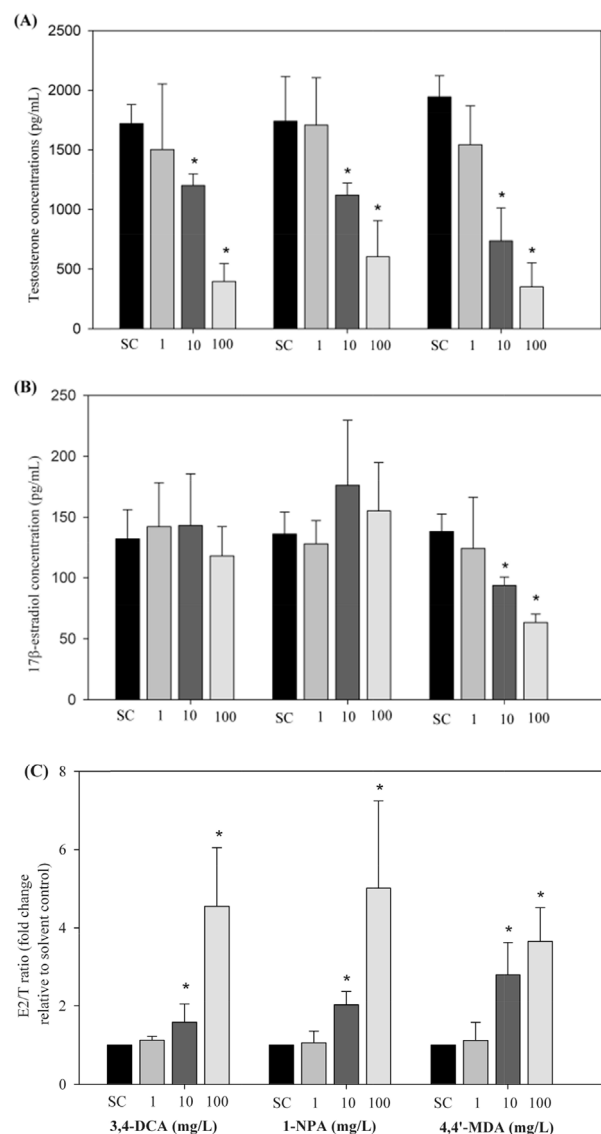 (A)
Testosterone concentrations (pg/mL)
2500
2000
1500
1000
500
0
* * * * * *
SC 1 10 100 SC 1 10 100 SC 1 10 100
(B)
17β-estradiol concentration (pg/mL)
250
200
150
100
50
0
* *
SC 1 10 100 SC 1 10 100 SC 1 10 100
(C)
E2/T ratio (fold change
relative to solvent control)
8
6
4
2
0
* * * * * *
SC 1 10 100 SC 1 10 100 SC 1 10 100
3,4-DCA (mg/L) 1-NPA (mg/L) 4,4'-MDA (mg/L)